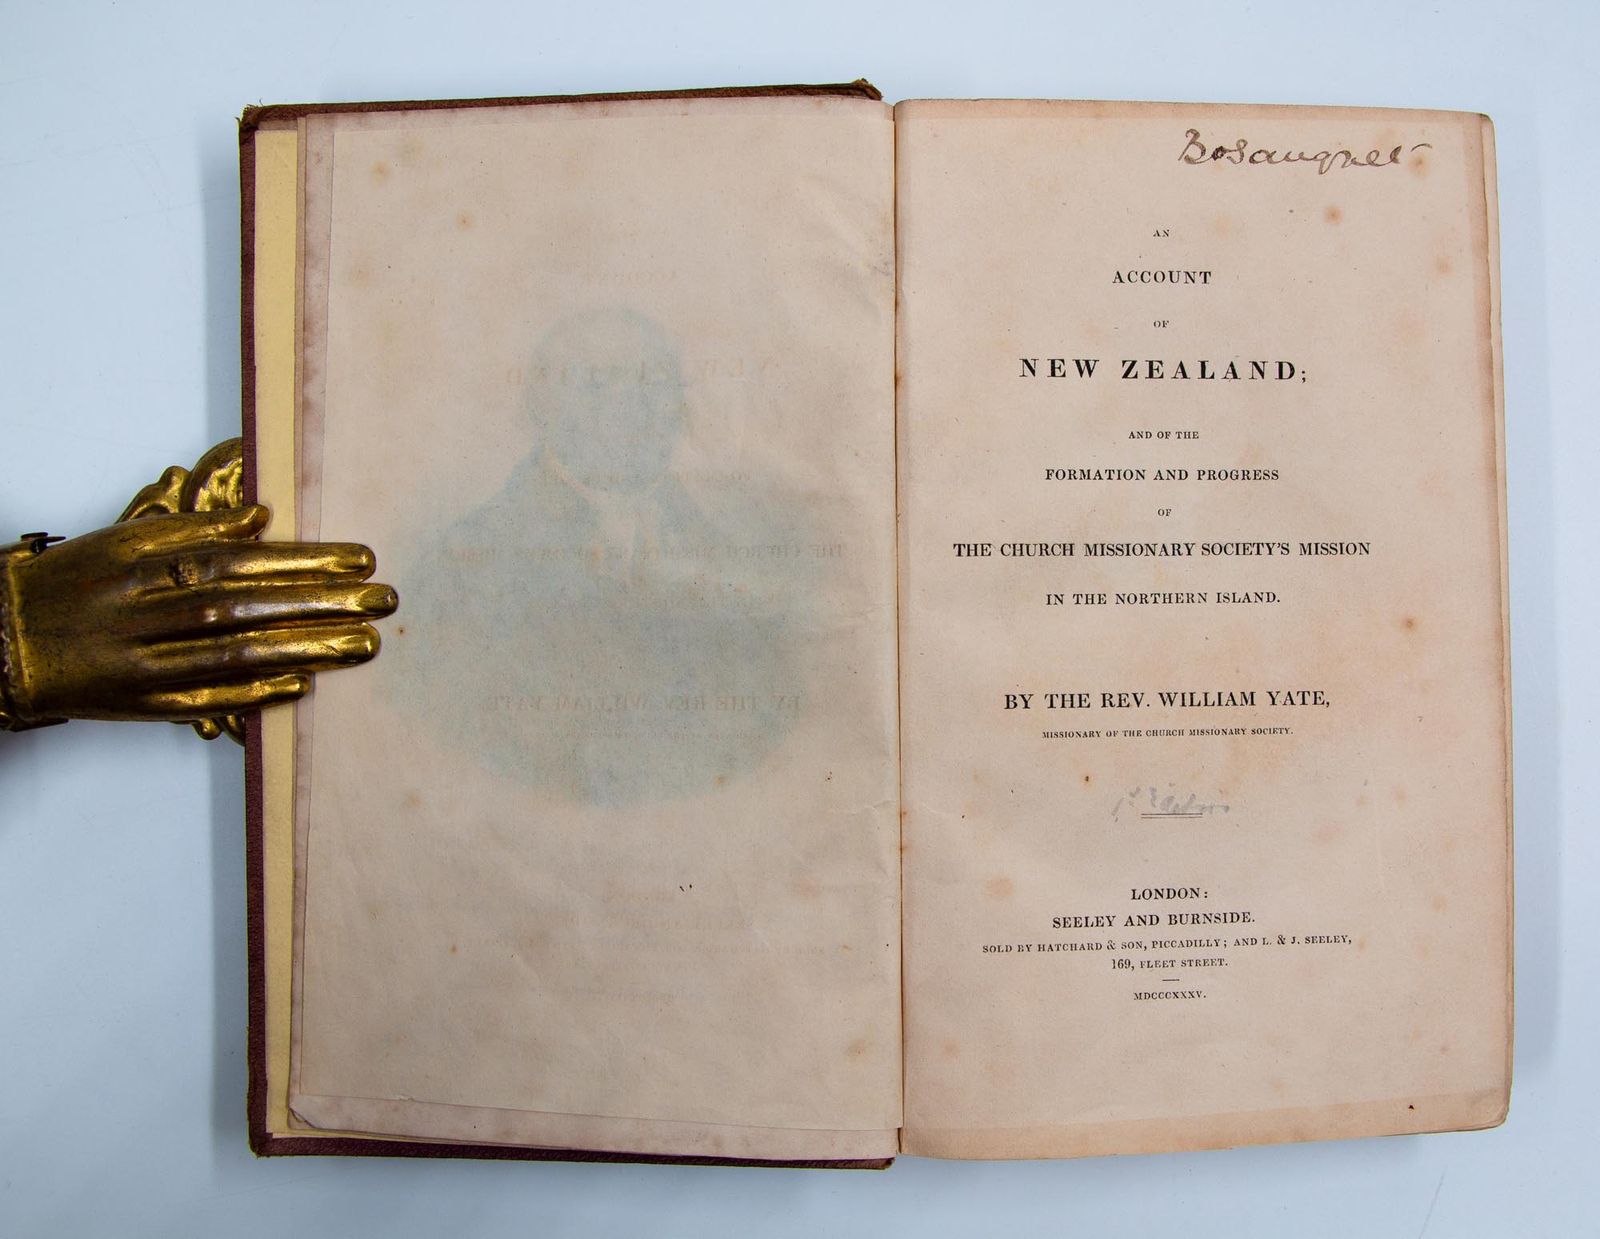 Bosanquet
AN
ACCOUNT
OF
NEW ZEALAND;
AND OF THE
FORMATION AND PROGRESS
OF
THE CHURCH MISSIONARY SOCIETY'S MISSION
IN THE NORTHERN ISLAND.
BY THE REV. WILLIAM YATE,
MISSIONARY OF THE CHURCH MISSIONARY SOCIETY.
LONDON:
SEELEY AND BURNSIDE.
SOLD BY HATCHARD & SON, PICCADILLY; AND L. & J. SEELEY,
169, FLEET STREET.
MDCCCXXXV.